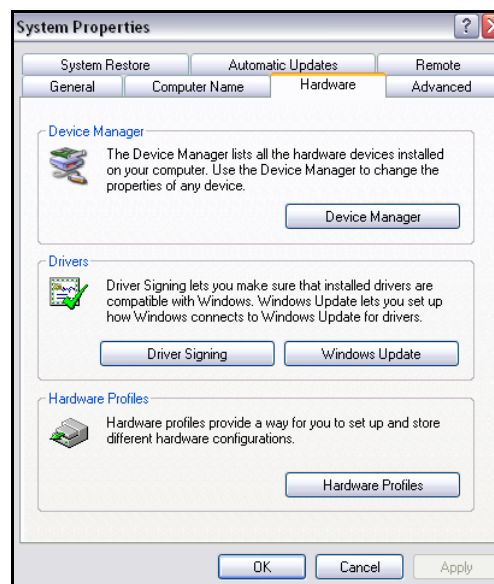 System Properties
System Restore Automatic Updates Remote
General Computer Name Hardware Advanced
Device Manager
The Device Manager lists all the hardware devices installed
on your computer. Use the Device Manager to change the
properties of any device.
Device Manager
Drivers
Driver Signing lets you make sure that installed drivers are
compatible with Windows. Windows Update lets you set up
how Windows connects to Windows Update for drivers.
Driver Signing Windows Update
Hardware Profiles
Hardware profiles provide a way for you to set up and store
different hardware configurations.
Hardware Profiles
OK Cancel Apply